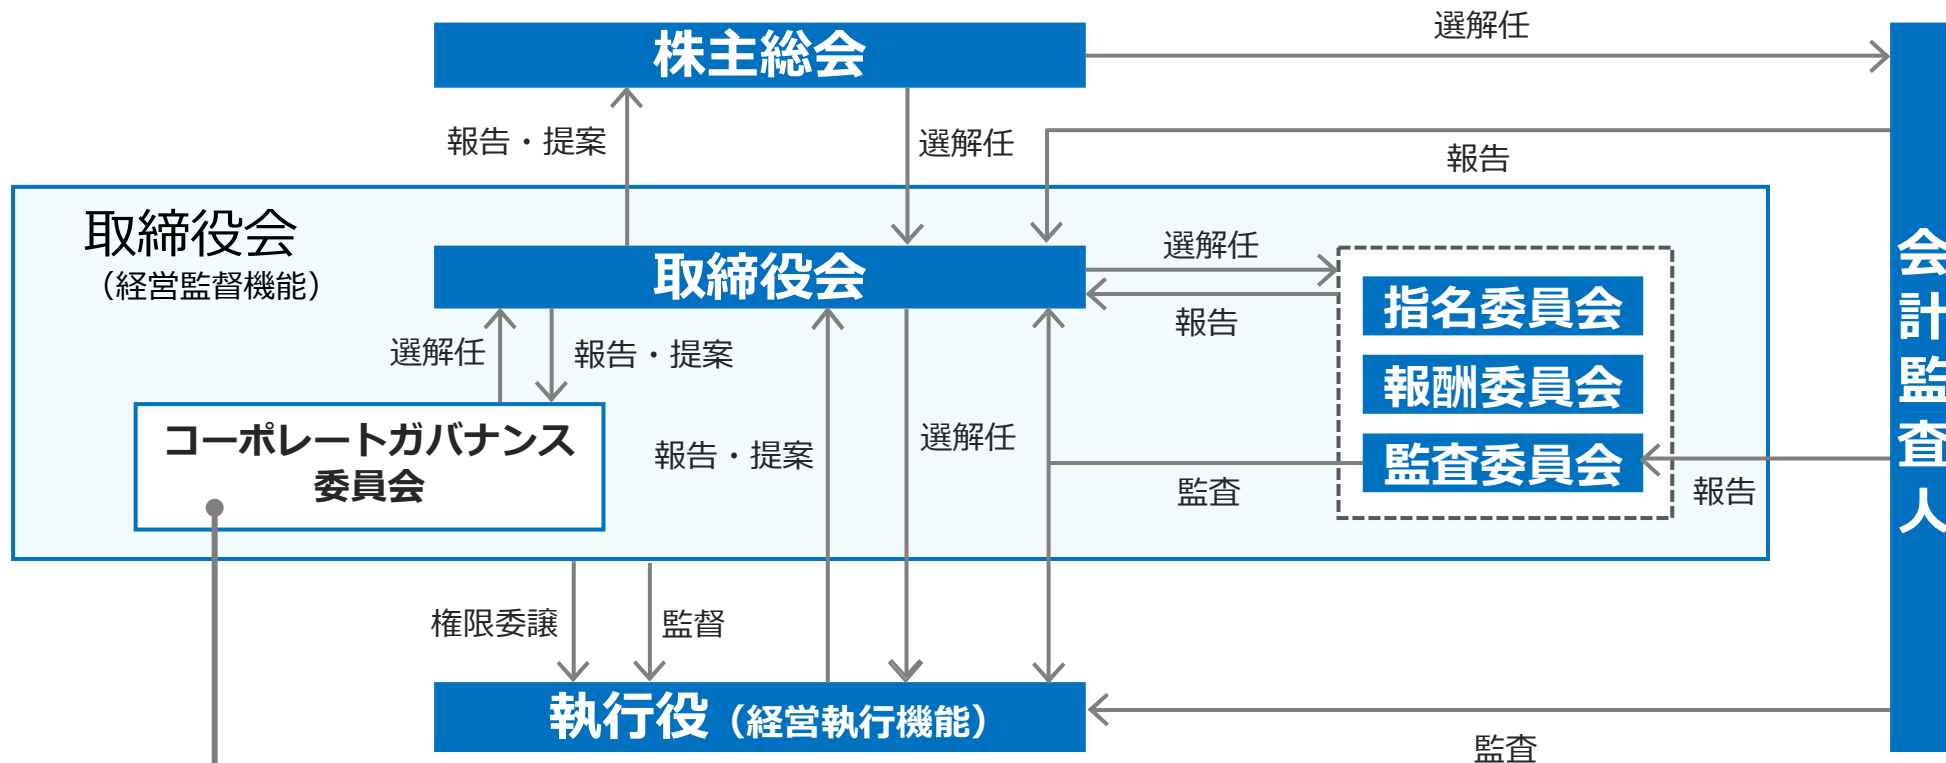 株主総会
選解任
報告・提案
選解任
報告
取締役会
（経営監督機能）
取締役会
選解任
報告
指名委員会
報酬委員会
監査委員会
選解任
報告・提案
コーポレートガバナンス
委員会
報告・提案
選解任
監査
報告
会計監査人
権限委譲
監督
執行役（経営執行機能）
監査